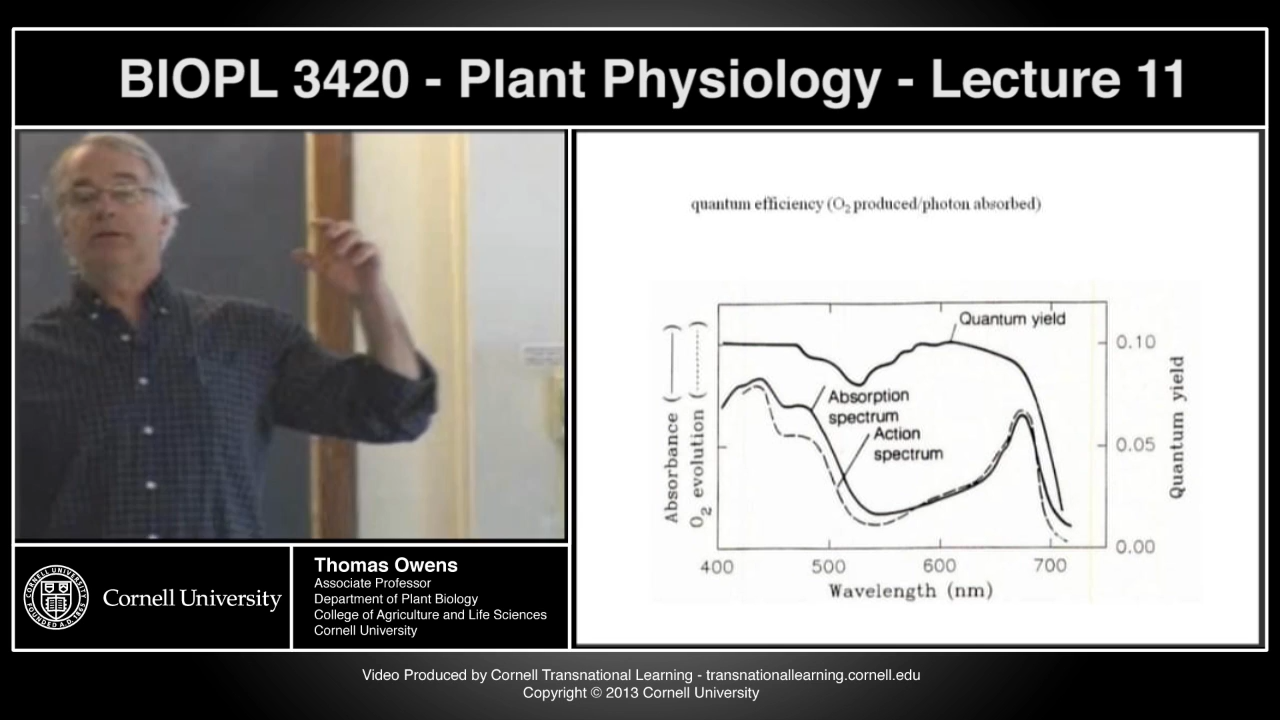 BIOPL 3420 - Plant Physiology - Lecture 11
quantum efficiency (O₂ produced/photon absorbed)
Quantum yield
Absorption
spectrum
Action
spectrum
Absorbance (——)
O₂ evolution (-----)
0.10
0.05
0.00
Quantum yield
400 500 600 700
Wavelength (nm)
Cornell University
Thomas Owens
Associate Professor
Department of Plant Biology
College of Agriculture and Life Sciences
Cornell University
Video Produced by Cornell Transnational Learning - transnationallearning.cornell.edu
Copyright © 2013 Cornell University